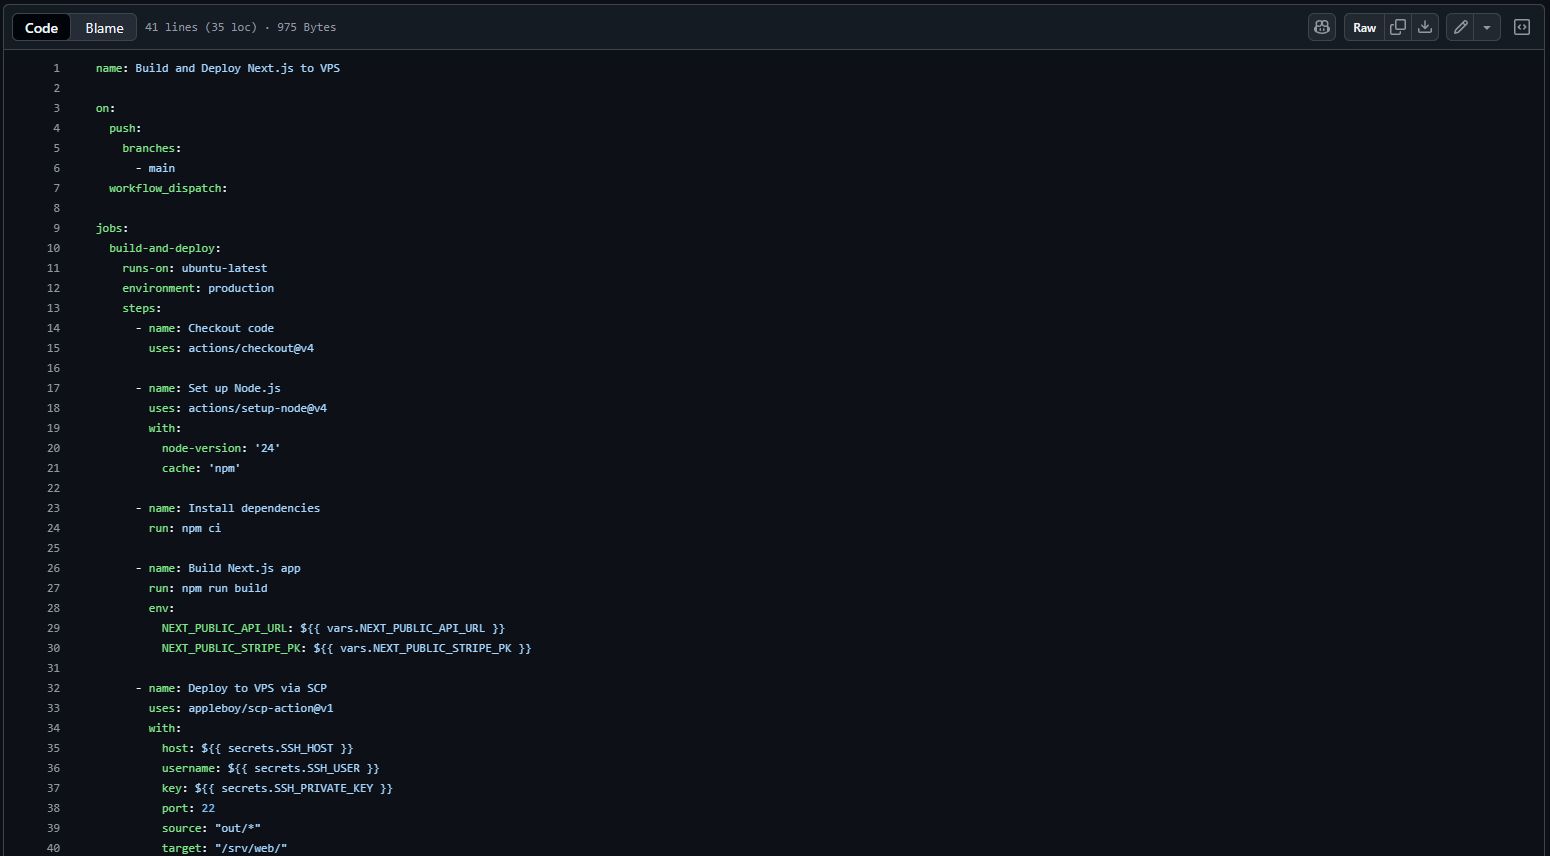 Code Blame 41 lines (35 loc) · 975 Bytes Raw
1 name: Build and Deploy Next.js to VPS
2
3 on:
4   push:
5     branches:
6       - main
7   workflow_dispatch:
8
9 jobs:
10   build-and-deploy:
11     runs-on: ubuntu-latest
12     environment: production
13     steps:
14       - name: Checkout code
15         uses: actions/checkout@v4
16
17       - name: Set up Node.js
18         uses: actions/setup-node@v4
19         with:
20           node-version: '24'
21           cache: 'npm'
22
23       - name: Install dependencies
24         run: npm ci
25
26       - name: Build Next.js app
27         run: npm run build
28         env:
29           NEXT_PUBLIC_API_URL: ${{ vars.NEXT_PUBLIC_API_URL }}
30           NEXT_PUBLIC_STRIPE_PK: ${{ vars.NEXT_PUBLIC_STRIPE_PK }}
31
32       - name: Deploy to VPS via SCP
33         uses: appleboy/scp-action@v1
34         with:
35           host: ${{ secrets.SSH_HOST }}
36           username: ${{ secrets.SSH_USER }}
37           key: ${{ secrets.SSH_PRIVATE_KEY }}
38           port: 22
39           source: "out/*"
40           target: "/srv/web/"